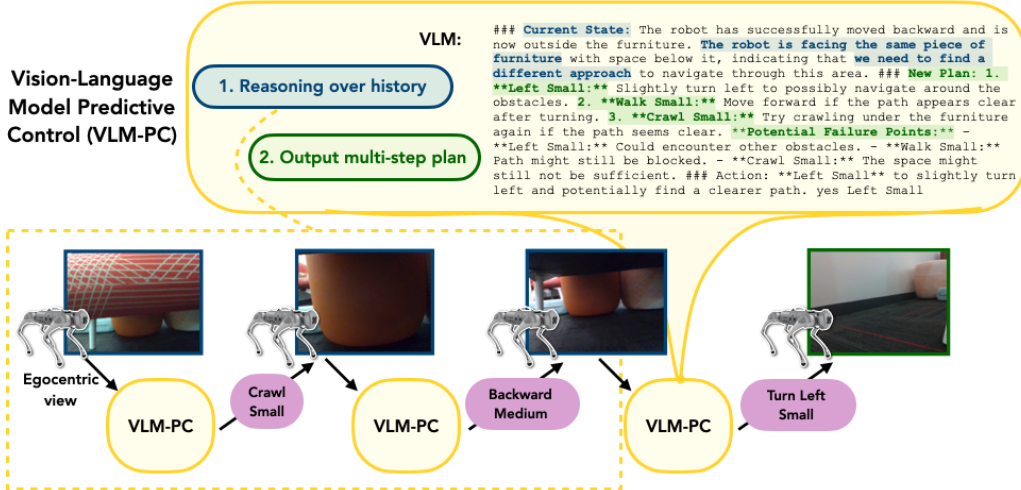 Vision-Language
Model Predictive
Control (VLM-PC)
VLM:
1. Reasoning over history
2. Output multi-step plan
### Current State: The robot has successfully moved backward and is
now outside the furniture. The robot is facing the same piece of
furniture with space below it, indicating that we need to find a
different approach to navigate through this area. ### New Plan: 1.
**Left Small:** Slightly turn left to possibly navigate around the
obstacles. 2. **Walk Small:** Move forward if the path appears clear
after turning. 3. **Crawl Small:** Try crawling under the furniture
again if the path seems clear. **Potential Failure Points:** -
**Left Small:** Could encounter other obstacles. - **Walk Small:**
Path might still be blocked. - **Crawl Small:** The space might
still not be sufficient. ### Action: **Left Small** to slightly turn
left and potentially find a clearer path. yes Left Small
Egocentric
view
VLM-PC
Crawl
Small
VLM-PC
Backward
Medium
VLM-PC
Turn Left
Small